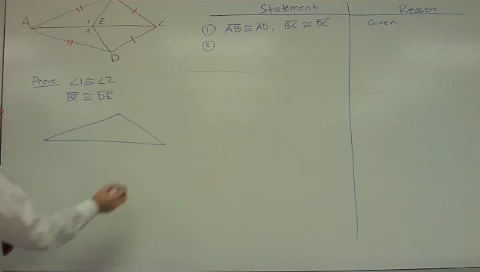 Statement Reason
① AB ≅ AD, BC ≅ DC Given
②
A
1
2
E
C
D
Prove: ∠1 ≅ ∠2
BE ≅ DE